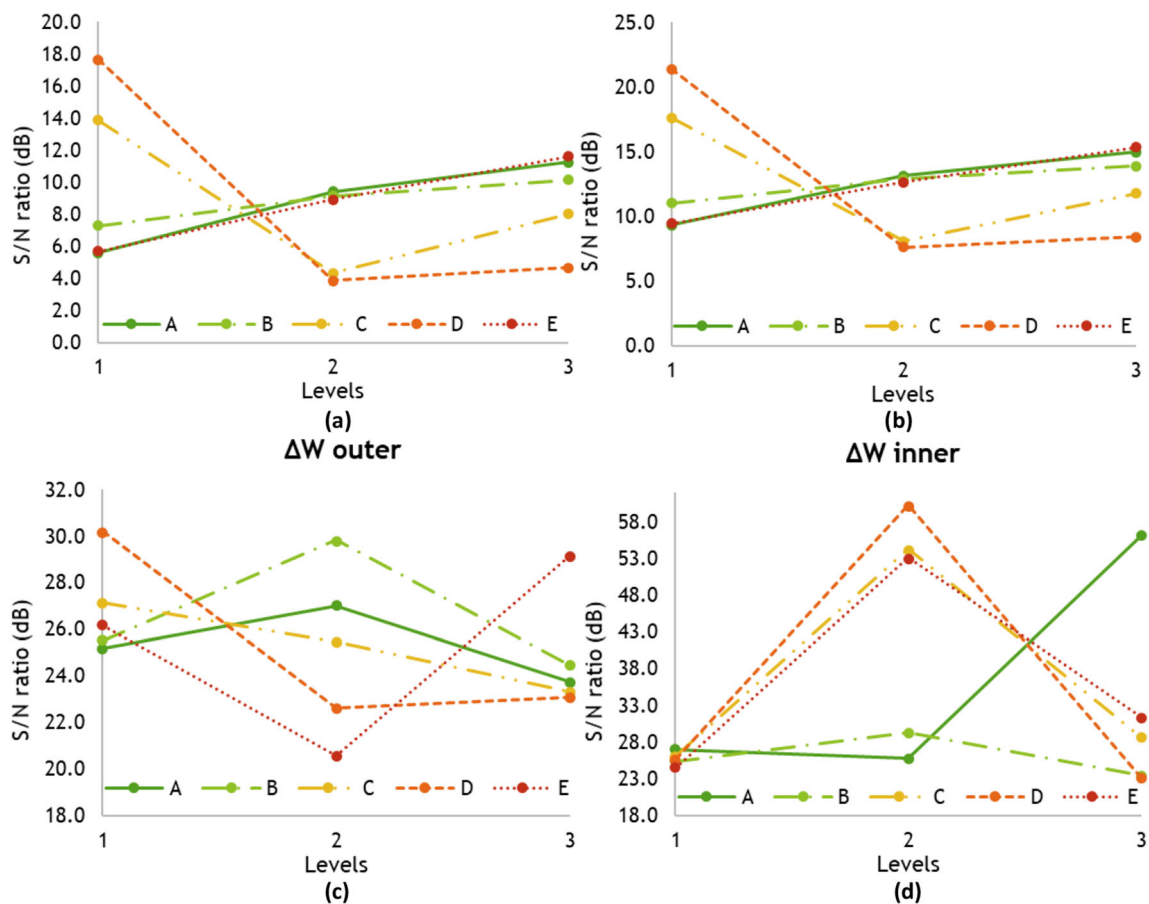 20.0
18.0
16.0
14.0
12.0
10.0
8.0
6.0
4.0
2.0
0.0
S/N ratio (dB)
A B C D E
1 2 3
Levels
(a)
25.0
20.0
15.0
10.0
5.0
0.0
S/N ratio (dB)
A B C D E
1 2 3
Levels
(b)
ΔW outer
32.0
30.0
28.0
26.0
24.0
22.0
20.0
18.0
S/N ratio (dB)
A B C D E
1 2 3
Levels
(c)
ΔW inner
58.0
53.0
48.0
43.0
38.0
33.0
28.0
23.0
18.0
S/N ratio (dB)
A B C D E
1 2 3
Levels
(d)